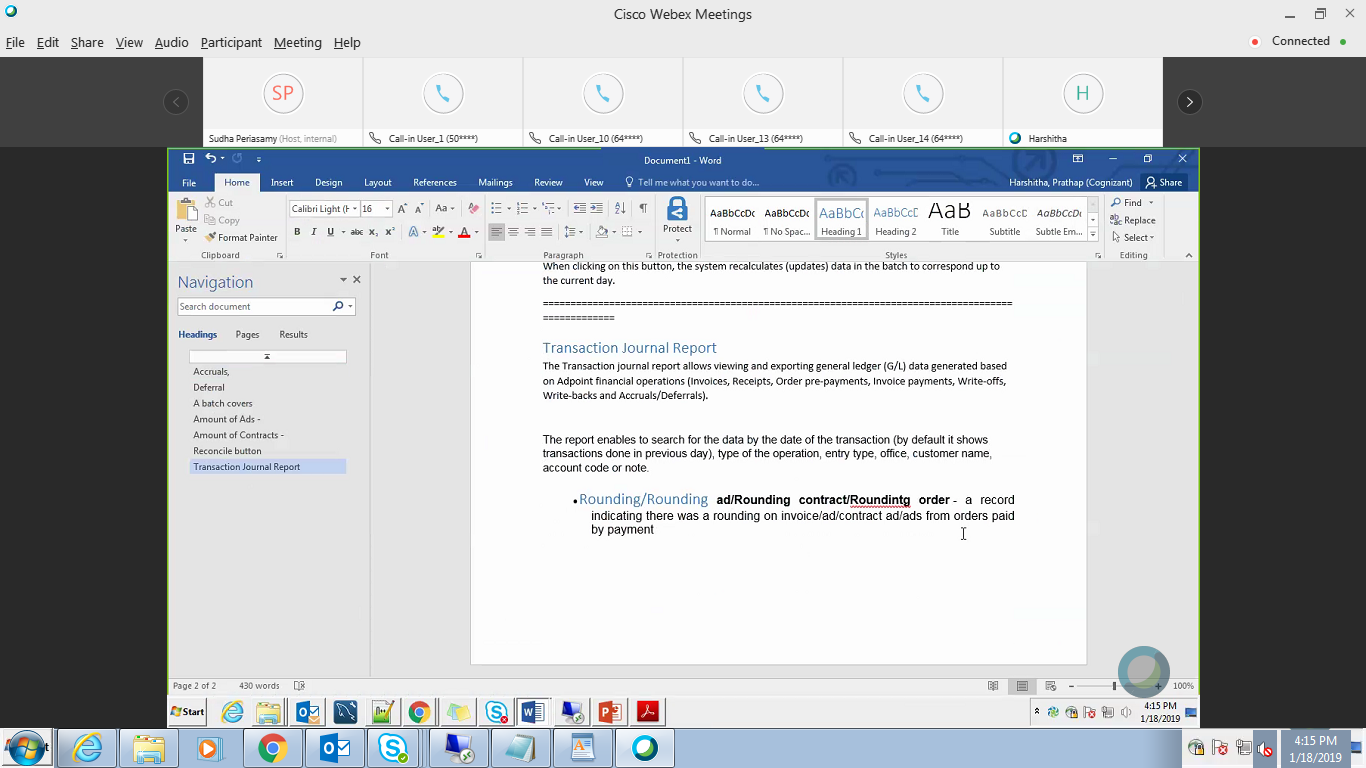 Cisco Webex Meetings
File Edit Share View Audio Participant Meeting Help
Connected
SP
H
Sudha Periasamy (Host, internal)
Call-in User_1 (50****)
Call-in User_10 (64****)
Call-in User_13 (64****)
Call-in User_14 (64****)
Harshitha
Document1 - Word
File Home Insert Design Layout References Mailings Review View Tell me what you want to do...
Harshitha, Prathap (Cognizant) Share
Paste
Cut
Copy
Format Painter
Clipboard
Calibri Light (H 16
Font
Paragraph
Protect
Protection
AaBbCcDc AaBbCcDc AaBbCc AaBbCcD AaB AaBbCcDc AaBbCcDc
¶ Normal ¶ No Spac... Heading 1 Heading 2 Title Subtitle Subtle Em...
Styles
Find
Replace
Select
Editing
Navigation
Search document
Headings Pages Results
Accruals,
Deferral
A batch covers
Amount of Ads -
Amount of Contracts -
Reconcile button
Transaction Journal Report
When clicking on this button, the system recalculates (updates) data in the batch to correspond up to
the current day.
=====================================================================================
=============
Transaction Journal Report
The Transaction journal report allows viewing and exporting general ledger (G/L) data generated based
on Adpoint financial operations (Invoices, Receipts, Order pre-payments, Invoice payments, Write-offs,
Write-backs and Accruals/Deferrals).
The report enables to search for the data by the date of the transaction (by default it shows
transactions done in previous day), type of the operation, entry type, office, customer name,
account code or note.
•Rounding/Rounding ad/Rounding contract/Roundintg order - a record
indicating there was a rounding on invoice/ad/contract ad/ads from orders paid
by payment
Page 2 of 2 430 words
100%
Start
4:15 PM
1/18/2019
4:15 PM
1/18/2019